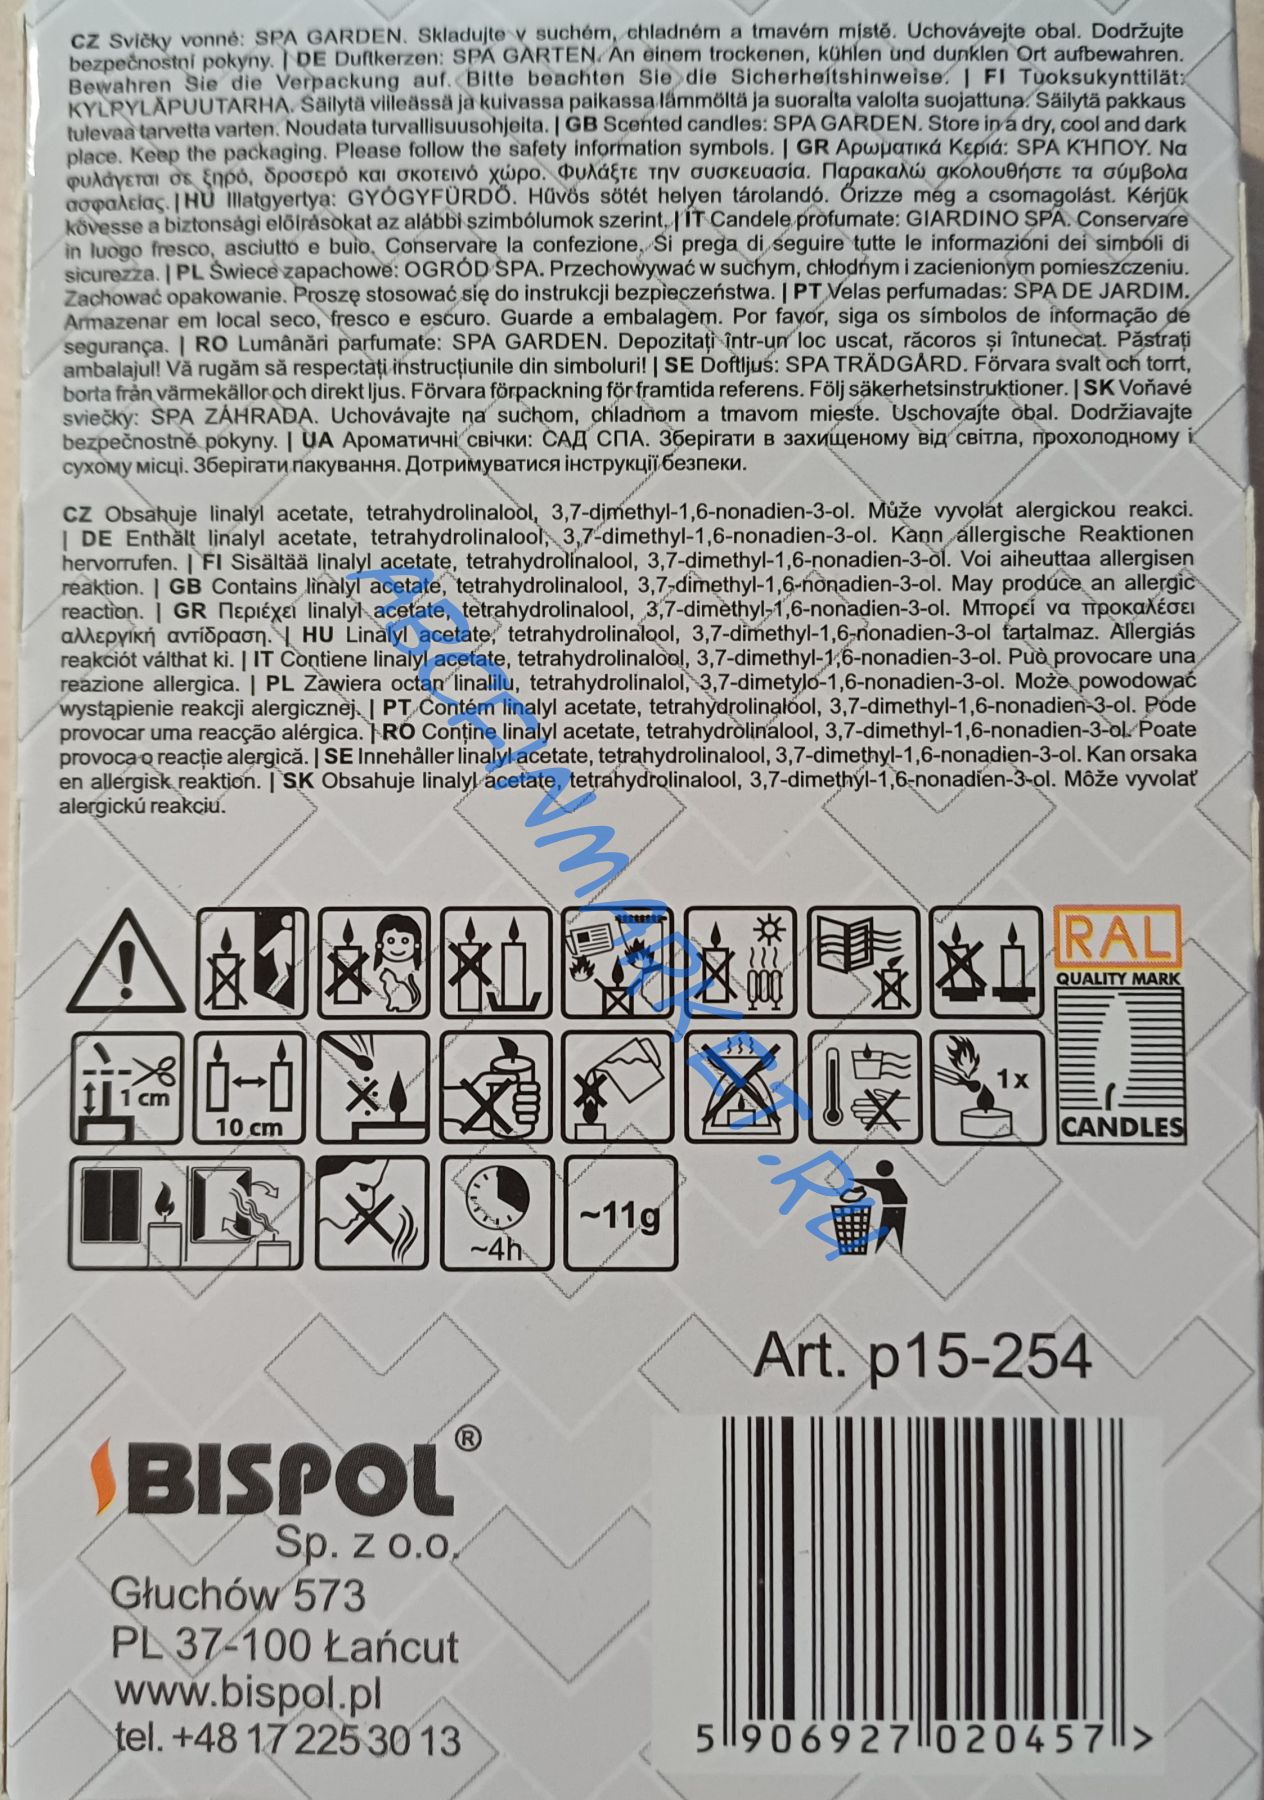 CZ Svíčky vonné: SPA GARDEN. Skladujte v suchém, chladném a tmavém místě. Uchovávejte obal. Dodržujte
bezpečnostní pokyny. | DE Duftkerzen: SPA GARTEN. An einem trockenen, kühlen und dunklen Ort aufbewahren.
Bewahren Sie die Verpackung auf. Bitte beachten Sie die Sicherheitshinweise. | FI Tuoksukynttilät:
KYLPYLÄPUUTARHA. Säilytä viileässä ja kuivassa paikassa lämmöltä ja suoralta valolta suojattuna. Säilytä pakkaus
tulevaa tarvetta varten. Noudata turvallisuusohjeita. | GB Scented candles: SPA GARDEN. Store in a dry, cool and dark
place. Keep the packaging. Please follow the safety information symbols. | GR Αρωματικά Κεριά: SPA ΚΉΠΟΥ. Να
φυλάγεται σε ξηρό, δροσερό και σκοτεινό χώρο. Φυλάξτε την συσκευασία. Παρακαλώ ακολουθήστε τα σύμβολα
ασφαλείας. | HU Illatgyertya: GYÓGYFÜRDŐ. Hűvös sötét helyen tárolandó. Őrizze meg a csomagolást. Kérjük
kövesse a biztonsági előírásokat az alábbi szimbólumok szerint. | IT Candele profumate: GIARDINO SPA. Conservare
in luogo fresco, asciutto e buio. Conservare la confezione. Si prega di seguire tutte le informazioni dei simboli di
sicurezza. | PL Świece zapachowe: OGRÓD SPA. Przechowywać w suchym, chłodnym i zacienionym pomieszczeniu.
Zachować opakowanie. Proszę stosować się do instrukcji bezpieczeństwa. | PT Velas perfumadas: SPA DE JARDIM.
Armazenar em local seco, fresco e escuro. Guarde a embalagem. Por favor, siga os símbolos de informação de
segurança. | RO Lumânări parfumate: SPA GARDEN. Depozitați într-un loc uscat, răcoros și întunecat. Păstrați
ambalajul! Vă rugăm să respectați instrucțiunile din simboluri! | SE Doftljus: SPA TRÄDGÅRD. Förvara svalt och torrt,
borta från värmekällor och direkt ljus. Förvara förpackning för framtida referens. Följ säkerhetsinstruktioner. | SK Voňavé
sviečky: SPA ZÁHRADA. Uchovávajte na suchom, chladnom a tmavom mieste. Uschovajte obal. Dodržiavajte
bezpečnostné pokyny. | UA Ароматичні свічки: САД СПА. Зберігати в захищеному від світла, прохолодному і
сухому місці. Зберігати пакування. Дотримуватися інструкції безпеки.
CZ Obsahuje linalyl acetate, tetrahydrolinalool, 3,7-dimethyl-1,6-nonadien-3-ol. Může vyvolat alergickou reakci.
| DE Enthält linalyl acetate, tetrahydrolinalool, 3,7-dimethyl-1,6-nonadien-3-ol. Kann allergische Reaktionen
hervorrufen. | FI Sisältää linalyl acetate, tetrahydrolinalool, 3,7-dimethyl-1,6-nonadien-3-ol. Voi aiheuttaa allergisen
reaktion. | GB Contains linalyl acetate, tetrahydrolinalool, 3,7-dimethyl-1,6-nonadien-3-ol. May produce an allergic
reaction. | GR Περιέχει linalyl acetate, tetrahydrolinalool, 3,7-dimethyl-1,6-nonadien-3-ol. Μπορεί να προκαλέσει
αλλεργική αντίδραση. | HU Linalyl acetate, tetrahydrolinalool, 3,7-dimethyl-1,6-nonadien-3-ol tartalmaz. Allergiás
reakciót válthat ki. | IT Contiene linalyl acetate, tetrahydrolinalool, 3,7-dimethyl-1,6-nonadien-3-ol. Può provocare una
reazione allergica. | PL Zawiera octan linalilu, tetrahydrolinalol, 3,7-dimetylo-1,6-nonadien-3-ol. Może powodować
wystąpienie reakcji alergicznej. | PT Contém linalyl acetate, tetrahydrolinalool, 3,7-dimethyl-1,6-nonadien-3-ol. Pode
provocar uma reacção alérgica. | RO Conține linalyl acetate, tetrahydrolinalool, 3,7-dimethyl-1,6-nonadien-3-ol. Poate
provoca o reacție alergică. | SE Innehåller linalyl acetate, tetrahydrolinalool, 3,7-dimethyl-1,6-nonadien-3-ol. Kan orsaka
en allergisk reaktion. | SK Obsahuje linalyl acetate, tetrahydrolinalool, 3,7-dimethyl-1,6-nonadien-3-ol. Môže vyvolať
alergickú reakciu.
ABCFINMARKET.RU
RAL
QUALITY MARK
CANDLES
1 cm
10 cm
1x
~4h
~11g
Art. p15-254
BISPOL®
Sp. z o.o.
Głuchów 573
PL 37-100 Łańcut
www.bispol.pl
tel. +48 17 225 30 13
5 906927 020457 >